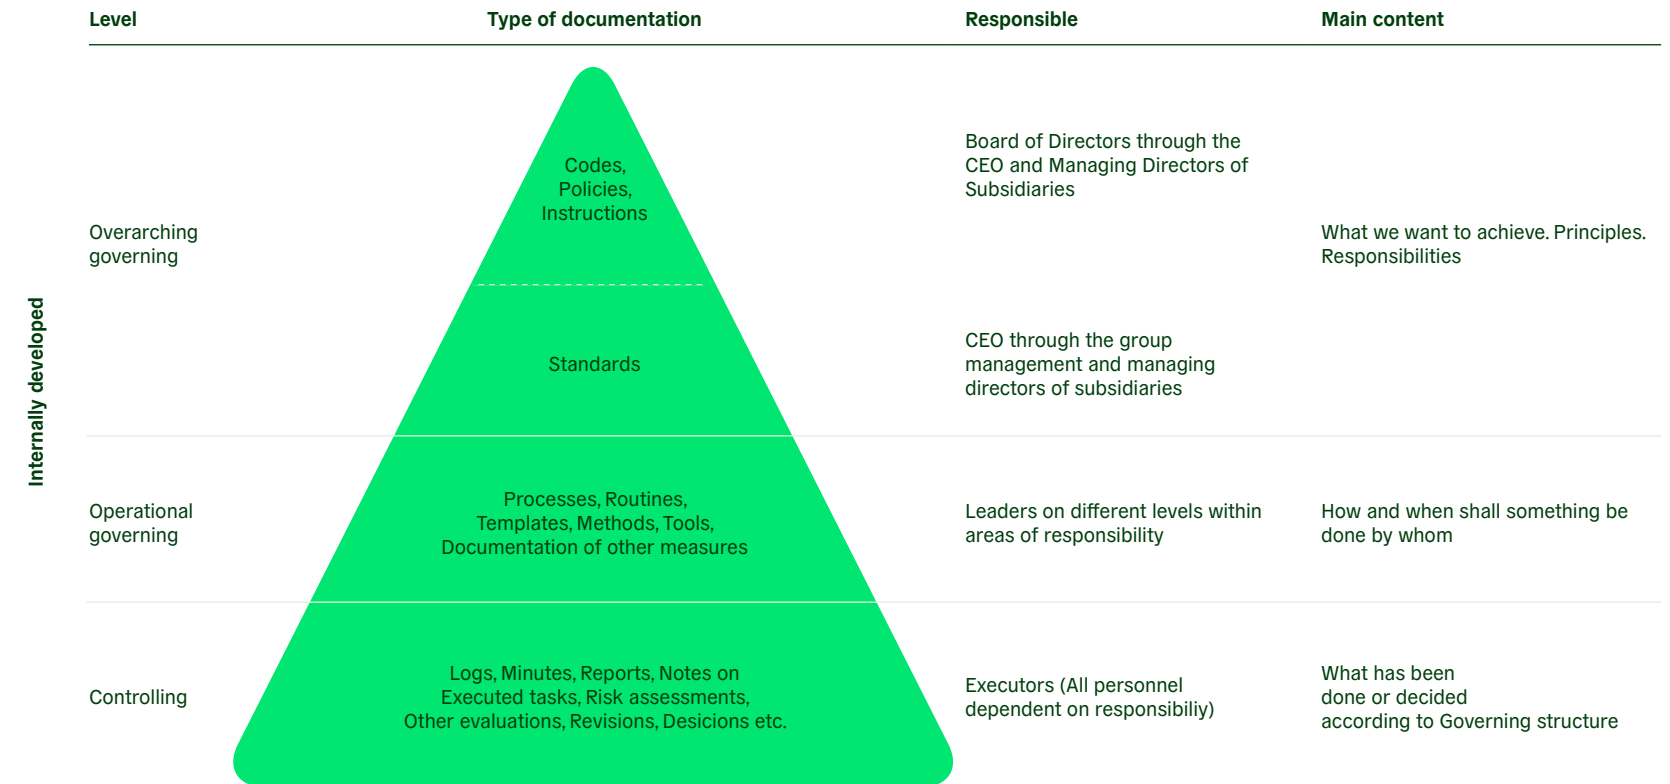 Level
Type of documentation
Responsible
Main content
Internally developed
Overarching
governing
Codes,
Policies,
Instructions
Board of Directors through the
CEO and Managing Directors of
Subsidiaries
What we want to achieve. Principles.
Responsibilities
Standards
CEO through the group
management and managing
directors of subsidiaries
Operational
governing
Processes, Routines,
Templates, Methods, Tools,
Documentation of other measures
Leaders on different levels within
areas of responsibility
How and when shall something be
done by whom
Controlling
Logs, Minutes, Reports, Notes on
Executed tasks, Risk assessments,
Other evaluations, Revisions, Desicions etc.
Executors (All personnel
dependent on responsibiliy)
What has been
done or decided
according to Governing structure